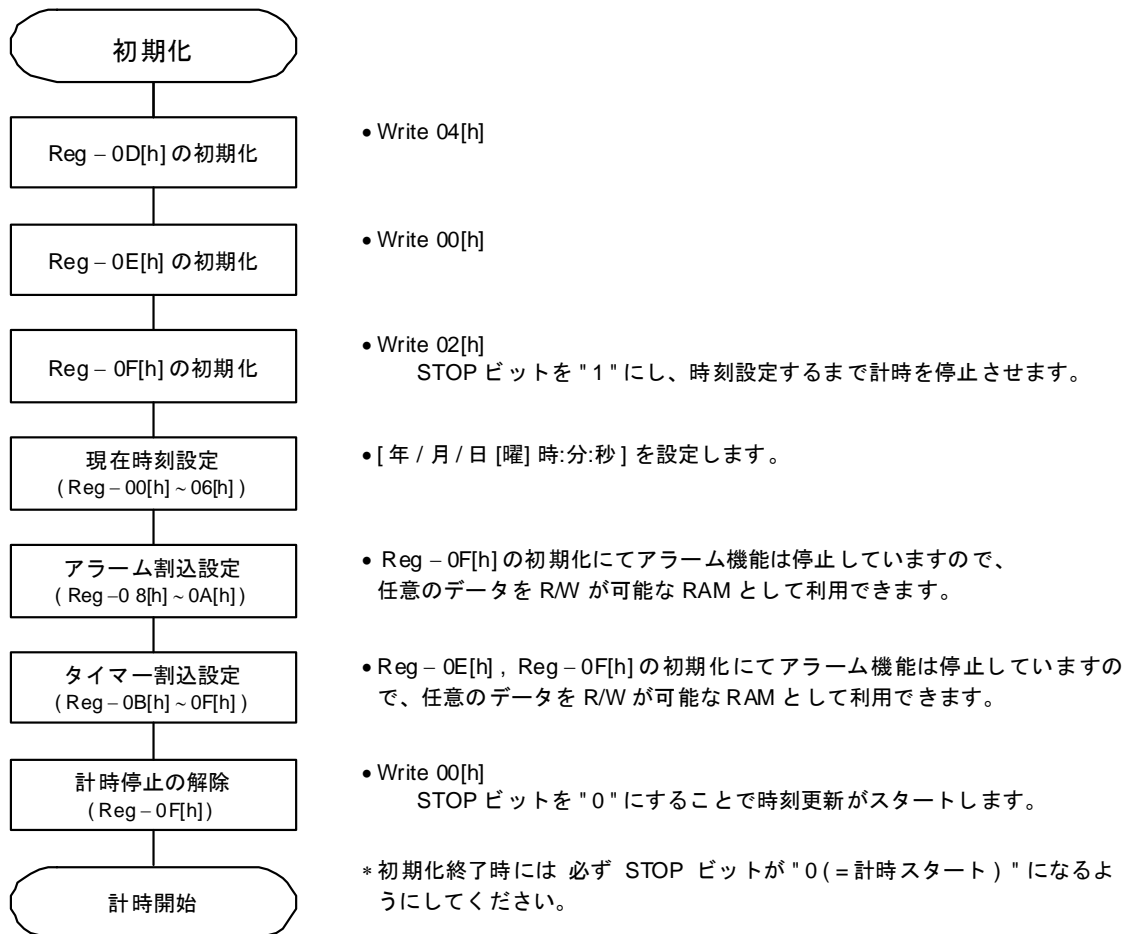 初期化
Reg – 0D[h] の初期化
• Write 04[h]
Reg – 0E[h] の初期化
• Write 00[h]
Reg – 0F[h] の初期化
• Write 02[h]
STOP ビットを " 1 " にし、時刻設定するまで計時を停止させます。
現在時刻設定
( Reg – 00[h] ~ 06[h] )
• [ 年 / 月 / 日 [曜] 時:分:秒 ] を設定します。
アラーム割込設定
( Reg –0 8[h] ~ 0A[h] )
• Reg – 0F[h] の初期化にてアラーム機能は停止していますので、
任意のデータを R/W が可能な RAM として利用できます。
タイマー割込設定
( Reg – 0B[h] ~ 0F[h] )
• Reg – 0E[h] , Reg – 0F[h] の初期化にてアラーム機能は停止していますの
で、任意のデータを R/W が可能な RAM として利用できます。
計時停止の解除
( Reg – 0F[h] )
• Write 00[h]
STOP ビットを " 0 " にすることで時刻更新がスタートします。
計時開始
* 初期化終了時には 必ず STOP ビットが " 0 ( = 計時スタート ) " になるよ
うにしてください。